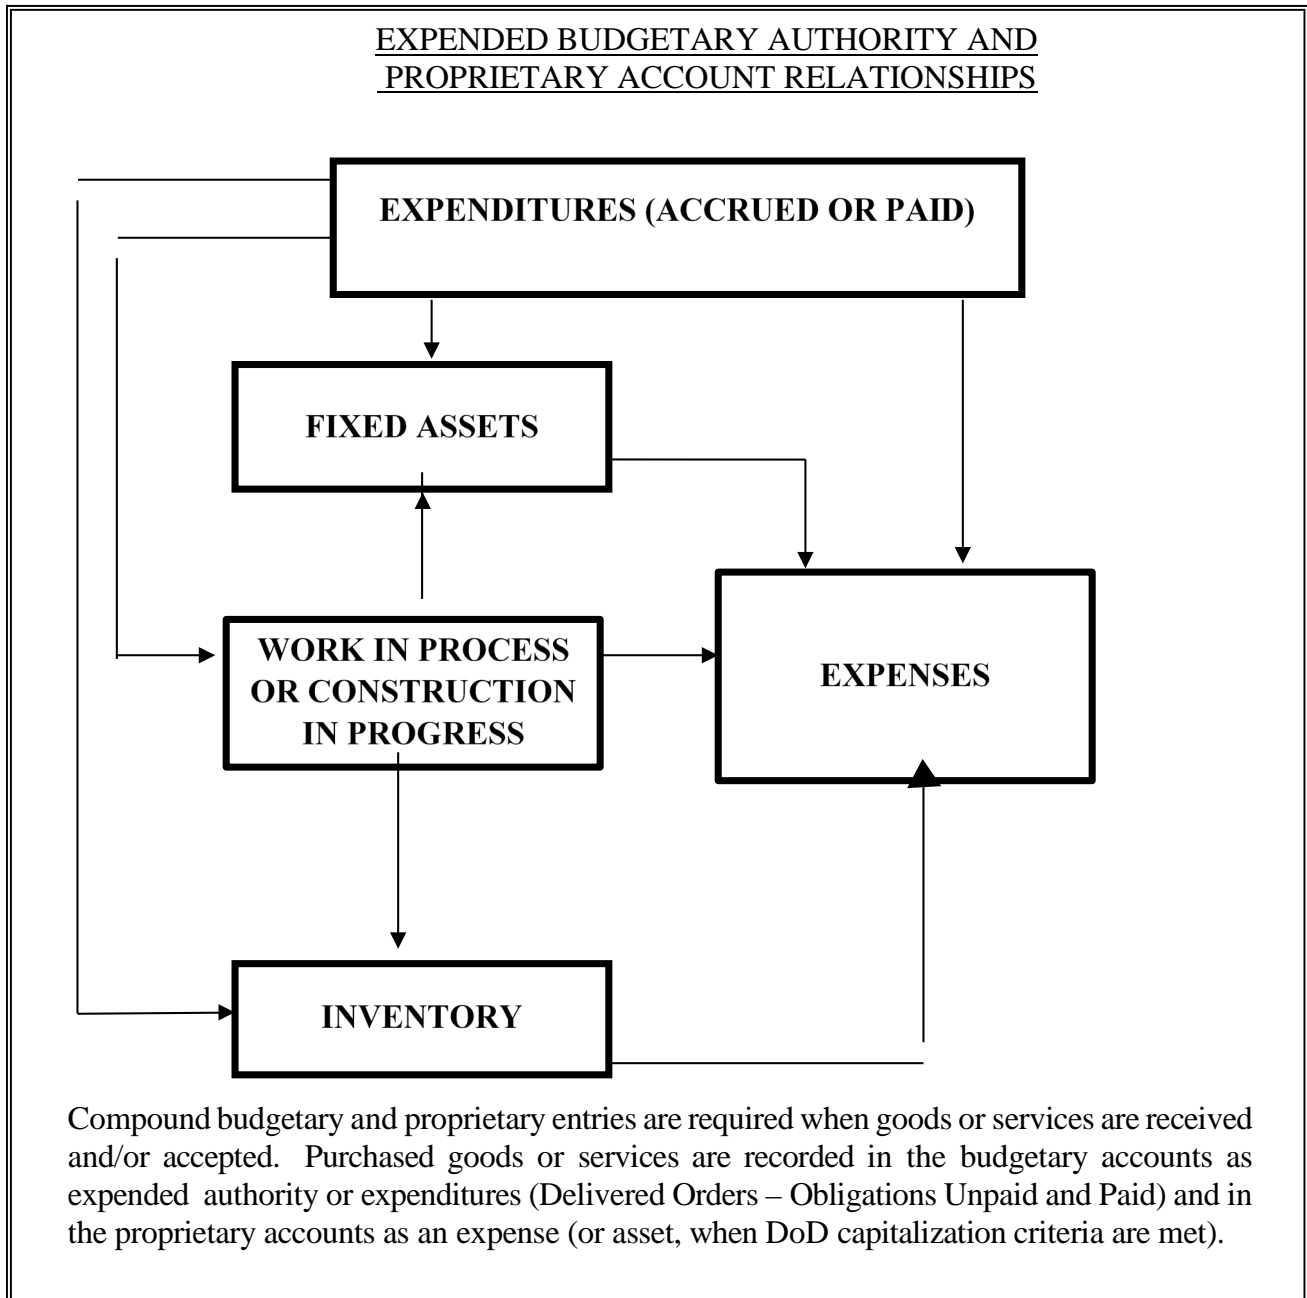 EXPENDED BUDGETARY AUTHORITY AND
PROPRIETARY ACCOUNT RELATIONSHIPS
EXPENDITURES (ACCRUED OR PAID)
FIXED ASSETS
WORK IN PROCESS
OR CONSTRUCTION
IN PROGRESS
EXPENSES
INVENTORY
Compound budgetary and proprietary entries are required when goods or services are received
and/or accepted. Purchased goods or services are recorded in the budgetary accounts as
expended authority or expenditures (Delivered Orders – Obligations Unpaid and Paid) and in
the proprietary accounts as an expense (or asset, when DoD capitalization criteria are met).